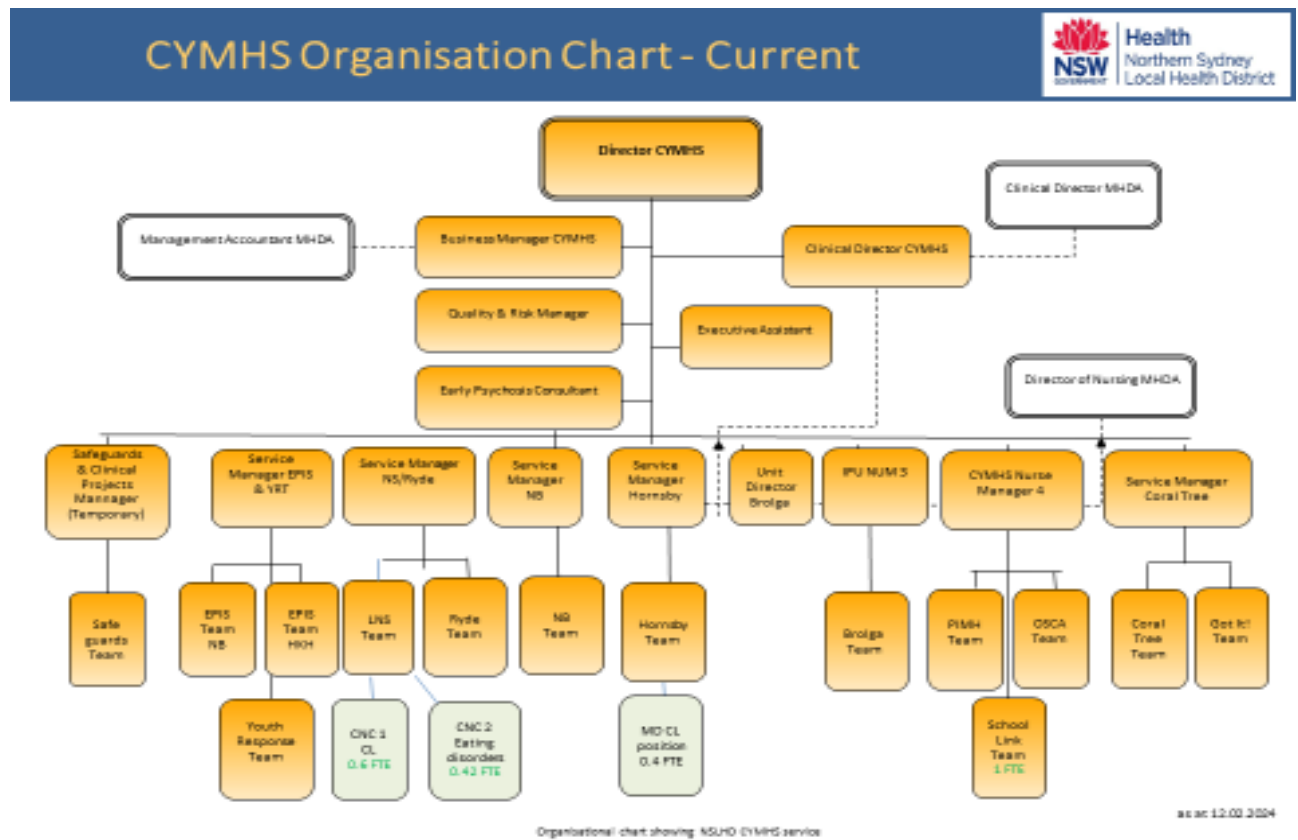 CYMHS Organisation Chart - Current
Health
Northern Sydney
Local Health District
NSW
GOVERNMENT
Director CYMHS
Clinical Director MHDA
Management Accountant MHDA
Business Manager CYMHS
Clinical Director CYMHS
Quality & Risk Manager
Executive Assistant
Early Psychosis Consultant
Director of Nursing MHDA
Safeguards
& Clinical
Projects
Mannager
(Temporary)
Service
Manager EPIS
& YRT
Service Manager
NS/Ryde
Service
Manager
NB
Service
Manager
Hornsby
Unit
Director
Brolga
IPU NUM 3
CYMHS Nurse
Manager 4
Service Manager
Coral Tree
Safe
guards
Team
EPIS
Team
NB
EPIS
Team
HKH
LNS
Team
Ryde
Team
NB
Team
Hornsby
Team
Brolga
Team
PIMH
Team
OSCA
Team
Coral
Tree
Team
Got It!
Team
Youth
Response
Team
CNC 1
CL
0.6 FTE
CNC 2
Eating
disorders
0.42 FTE
MO CL
position
0.4 FTE
School
Link
Team
1 FTE
as at 12.02.2024
Organisational chart showing NSLHD CYMHS service